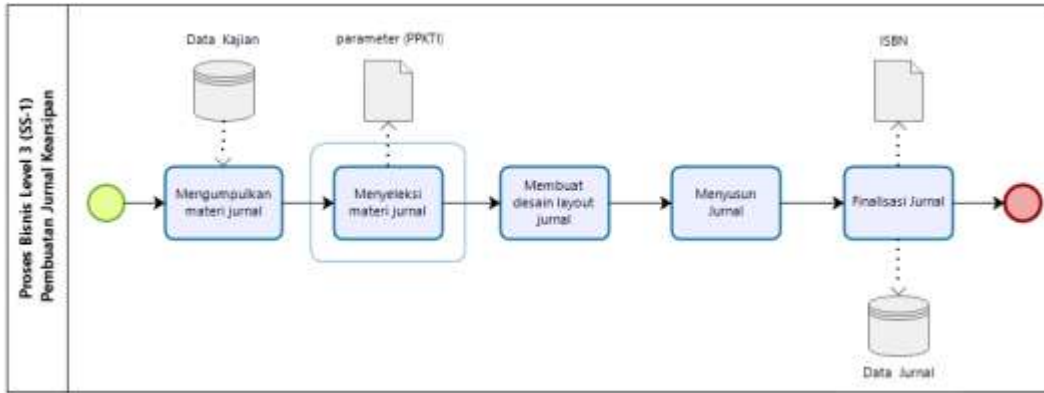 Proses Bisnis Level 3 (SS-1)
Pembuatan Jurnal Kearsipan
Data Kajian
parameter (PPKTI)
ISBN
Mengumpulkan
materi jurnal
Menyeleksi
materi jurnal
Membuat
desain layout
jurnal
Menyusun
Jurnal
Finalisasi Jurnal
Data Jurnal